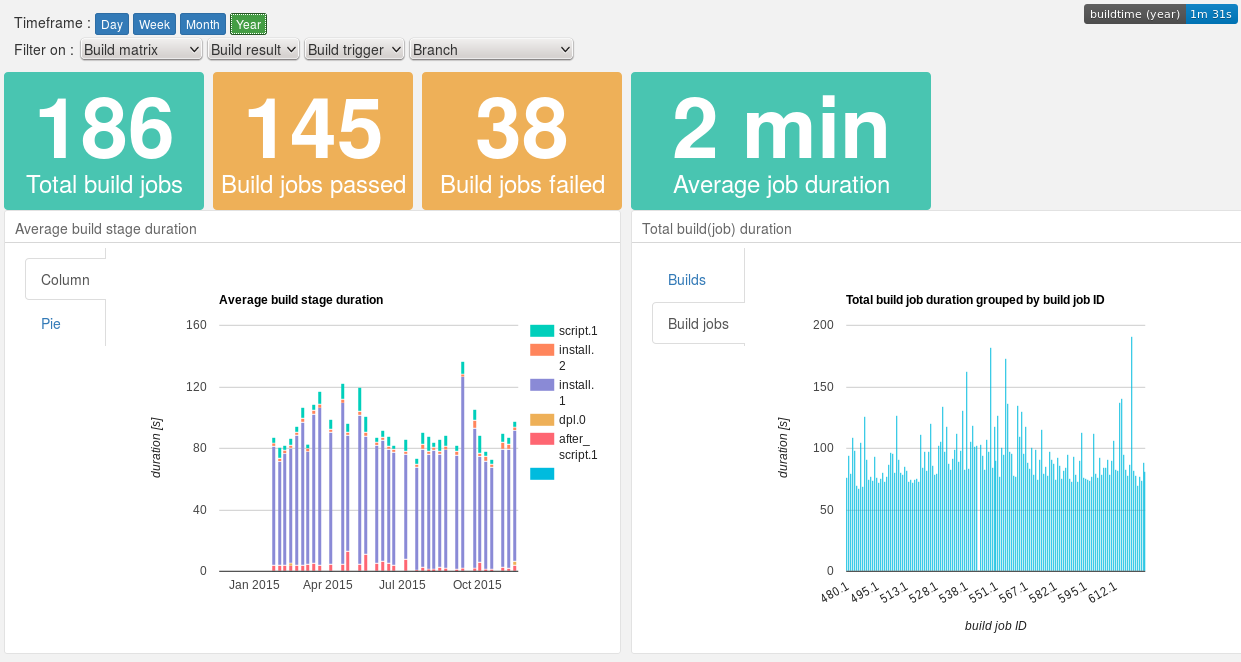 Timeframe : Day Week Month Year
buildtime (year) 1m 31s
Filter on : Build matrix Build result Build trigger Branch
186
Total build jobs
145
Build jobs passed
38
Build jobs failed
2 min
Average job duration
Average build stage duration
Column
Pie
Average build stage duration
160
120
80
40
0
duration [s]
Jan 2015 Apr 2015 Jul 2015 Oct 2015
script.1
install.
2
install.
1
dpl.0
after_
script.1
Total build(job) duration
Builds
Build jobs
Total build job duration grouped by build job ID
200
150
100
50
0
duration [s]
480.1 495.1 513.1 528.1 538.1 551.1 567.1 582.1 595.1 612.1
build job ID